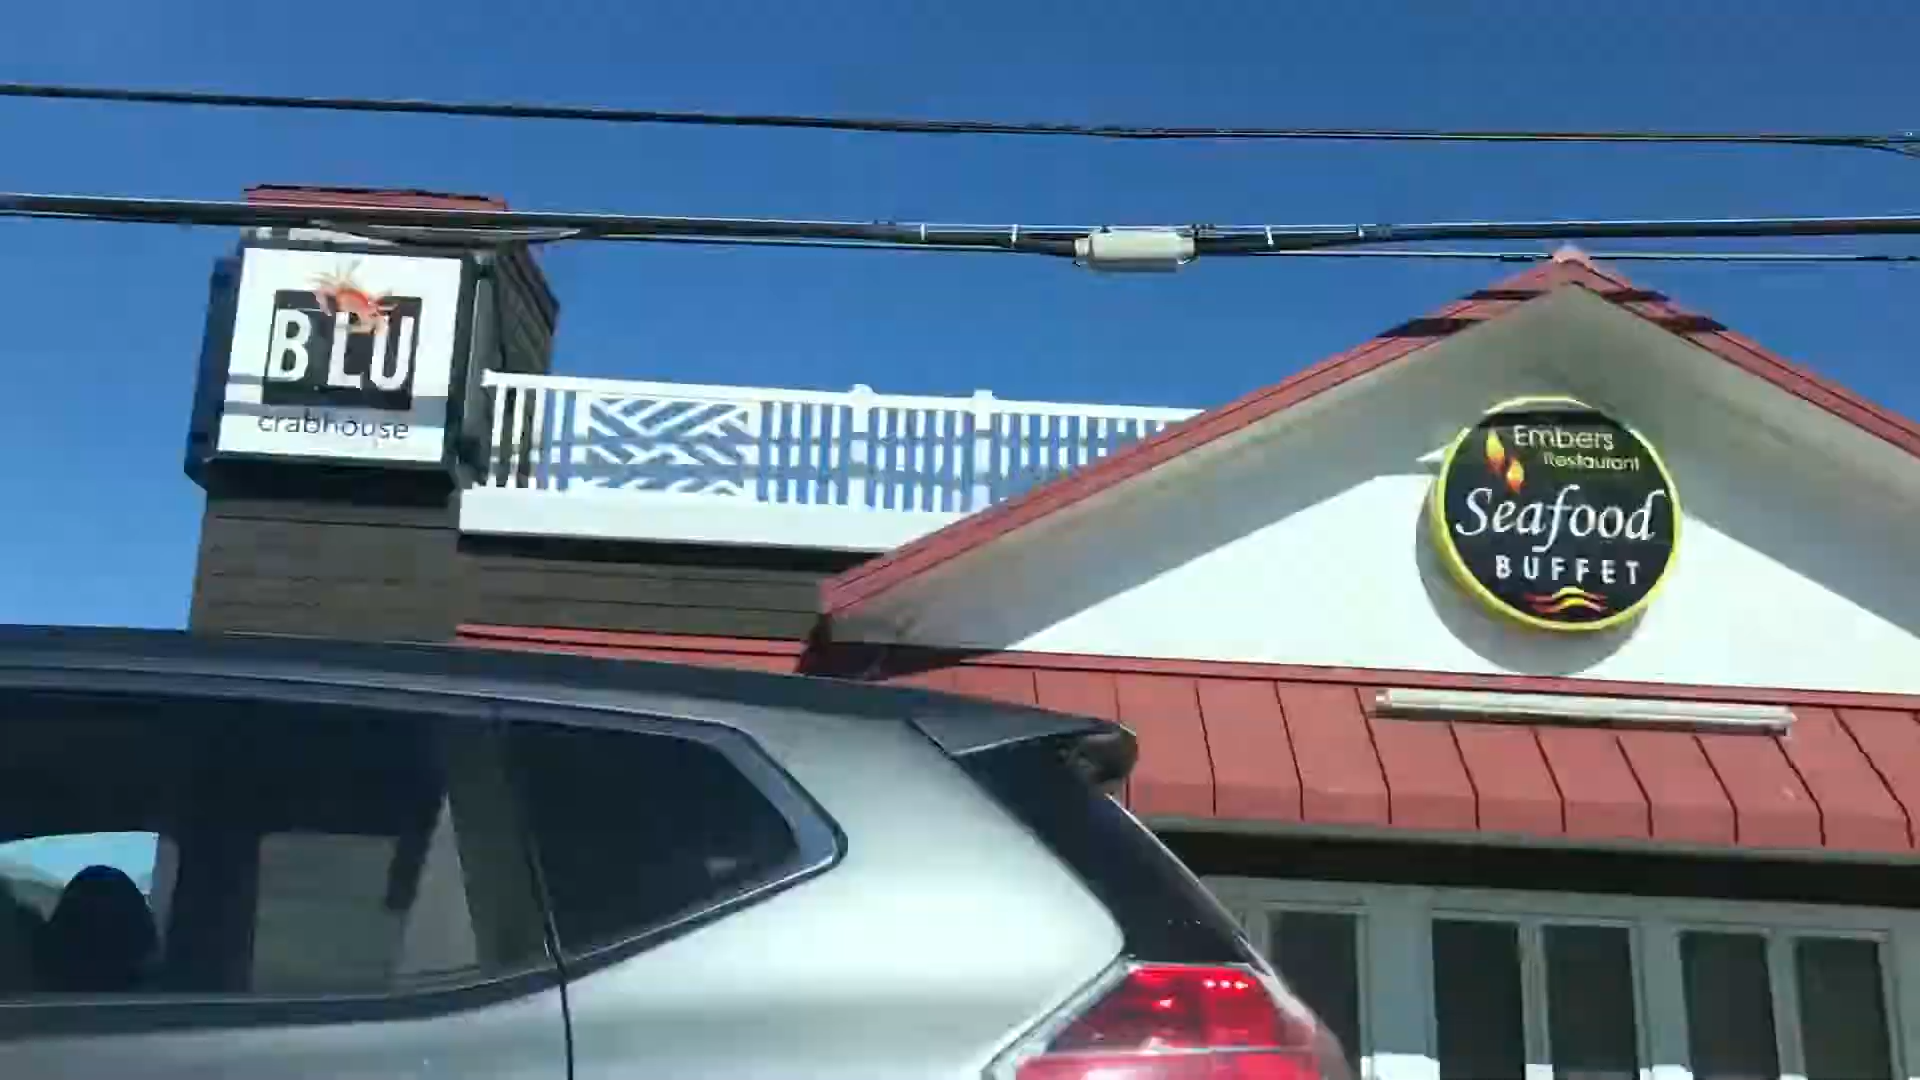 BLU
crabhouse
Embers
Restaurant
Seafood
BUFFET